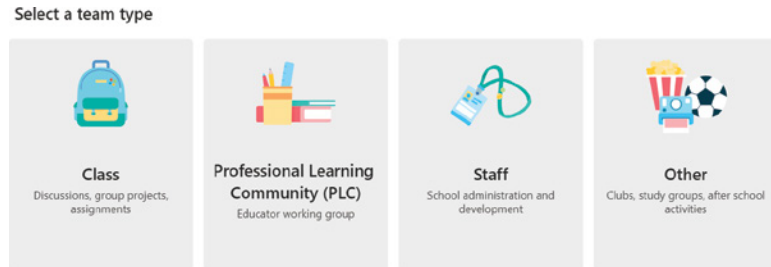 Select a team type
Class
Discussions, group projects,
assignments
Professional Learning
Community (PLC)
Educator working group
Staff
School administration and
development
Other
Clubs, study groups, after school
activities